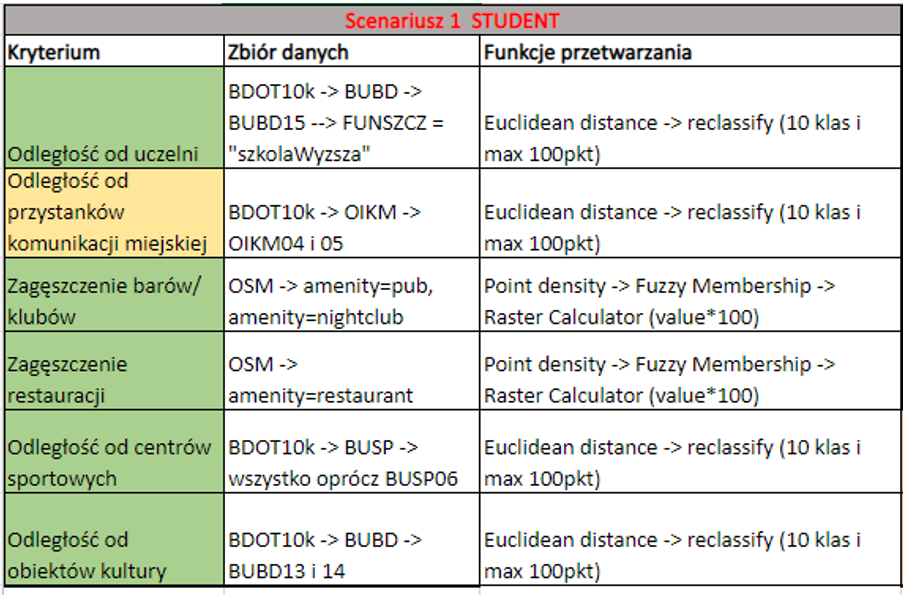 Scenariusz 1 STUDENT
Kryterium
Zbiór danych
Funkcje przetwarzania
Odległość od uczelni
BDOT10k -> BUBD ->
BUBD15 --> FUNSZCZ =
"szkolaWyzsza"
Euclidean distance -> reclassify (10 klas i
max 100pkt)
Odległość od
przystanków
komunikacji miejskiej
BDOT10k -> OIKM ->
OIKM04 i 05
Euclidean distance -> reclassify (10 klas i
max 100pkt)
Zagęszczenie barów/
klubów
OSM -> amenity=pub,
amenity=nightclub
Point density -> Fuzzy Membership ->
Raster Calculator (value*100)
Zagęszczenie
restauracji
OSM ->
amenity=restaurant
Point density -> Fuzzy Membership ->
Raster Calculator (value*100)
Odległość od centrów
sportowych
BDOT10k -> BUSP ->
wszystko oprócz BUSP06
Euclidean distance -> reclassify (10 klas i
max 100pkt)
Odległość od
obiektów kultury
BDOT10k -> BUBD ->
BUBD13 i 14
Euclidean distance -> reclassify (10 klas i
max 100pkt)